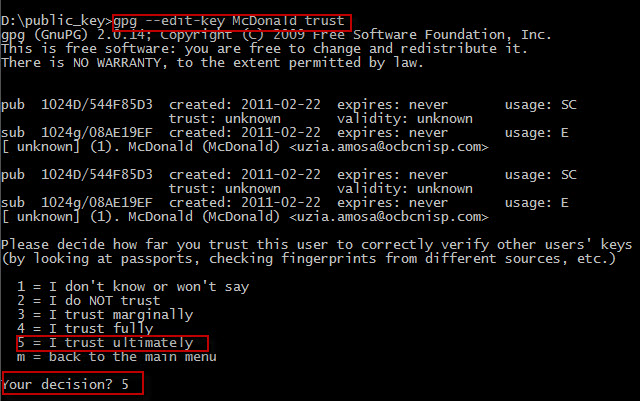 D:\public_key>gpg --edit-key McDonald trust
gpg (GnuPG) 2.0.14; Copyright (C) 2009 Free Software Foundation, Inc.
This is free software: you are free to change and redistribute it.
There is NO WARRANTY, to the extent permitted by law.
pub  1024D/544F85D3  created: 2011-02-22  expires: never       usage: SC
trust: unknown       validity: unknown
sub  1024g/08AE19EF  created: 2011-02-22  expires: never       usage: E
[ unknown] (1). McDonald (McDonald) <uzia.amosa@ocbcnisp.com>
pub  1024D/544F85D3  created: 2011-02-22  expires: never       usage: SC
trust: unknown       validity: unknown
sub  1024g/08AE19EF  created: 2011-02-22  expires: never       usage: E
[ unknown] (1). McDonald (McDonald) <uzia.amosa@ocbcnisp.com>
Please decide how far you trust this user to correctly verify other users' keys
(by looking at passports, checking fingerprints from different sources, etc.)
1 = I don't know or won't say
2 = I do NOT trust
3 = I trust marginally
4 = I trust fully
5 = I trust ultimately
m = back to the main menu
Your decision? 5